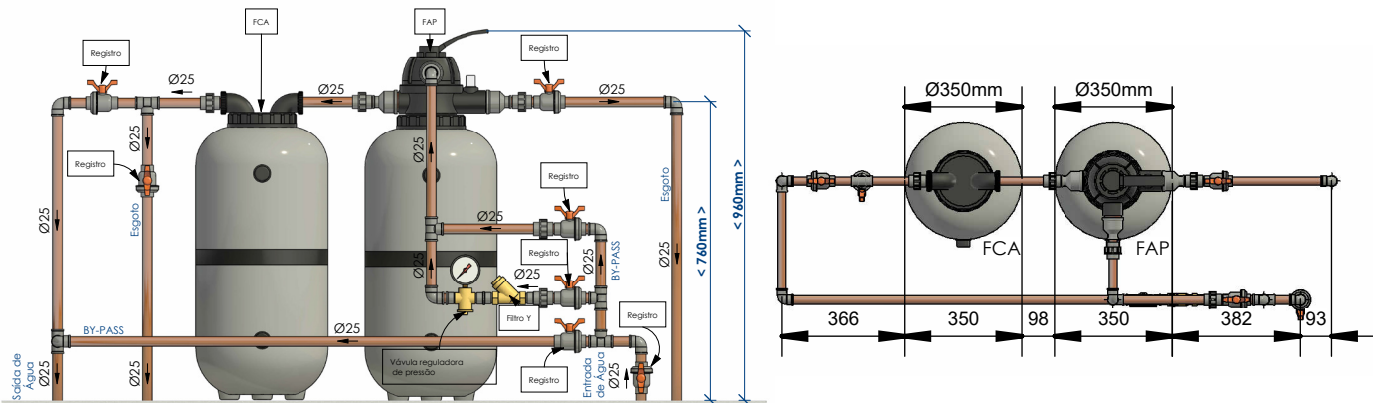 FCA
FAP
Registro
Registro
Ø25
Ø25
Ø25
Ø25
Registro
Ø25
Registro
Ø25
Esgoto
Esgoto
Ø25
Ø25
Registro
Ø25
Ø25
Ø25
BY-PASS
Filtro Y
Registro
BY-PASS
Ø25
Vávula reguladora
de pressão
Registro
Entrada
de Água
Ø25
Saída de
Água
Ø25
Ø25
< 760mm >
< 960mm >
Ø350mm
Ø350mm
FCA
FAP
366
350
98
350
382
93